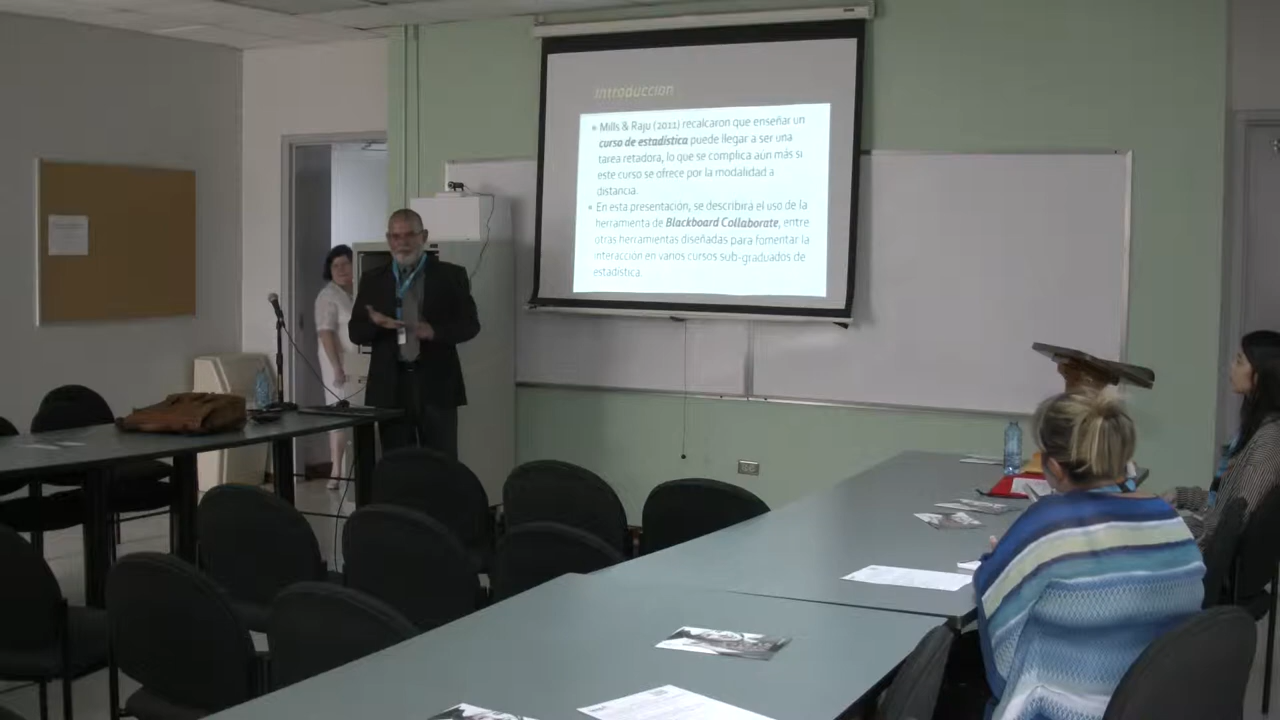 Introduccion
Mills & Raju (2011) recalcaron que enseñar un
curso de estadística puede llegar a ser una
tarea retadora, lo que se complica aún más si
este curso se ofrece por la modalidad a
distancia.
En esta presentación, se describirá el uso de la
herramienta de Blackboard Collaborate, entre
otras herramientas diseñadas para fomentar la
interacción en varios cursos sub-graduados de
estadística.